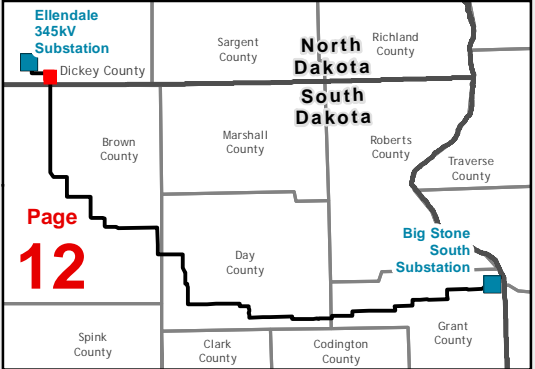 Ellendale
345kV
Substation
Dickey County
Sargent
County
North
Dakota
Richland
County
South
Dakota
Brown
County
Marshall
County
Roberts
County
Traverse
County
Page
12
Day
County
Big Stone
South
Substation
Spink
County
Clark
County
Codington
County
Grant
County